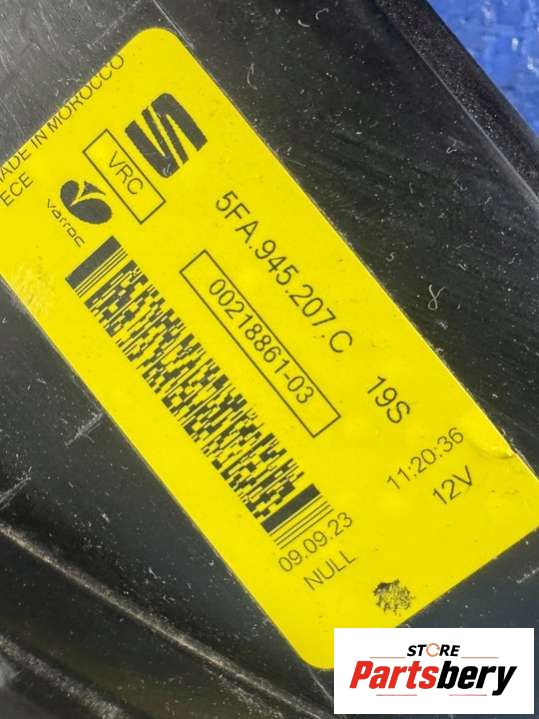 MADE IN MOROCCO
ECE
VRC
varroc
5FA.945.207.C
19S
00218861-03
11:20:36
12V
09.09.23
NULL
STORE
Partsbery